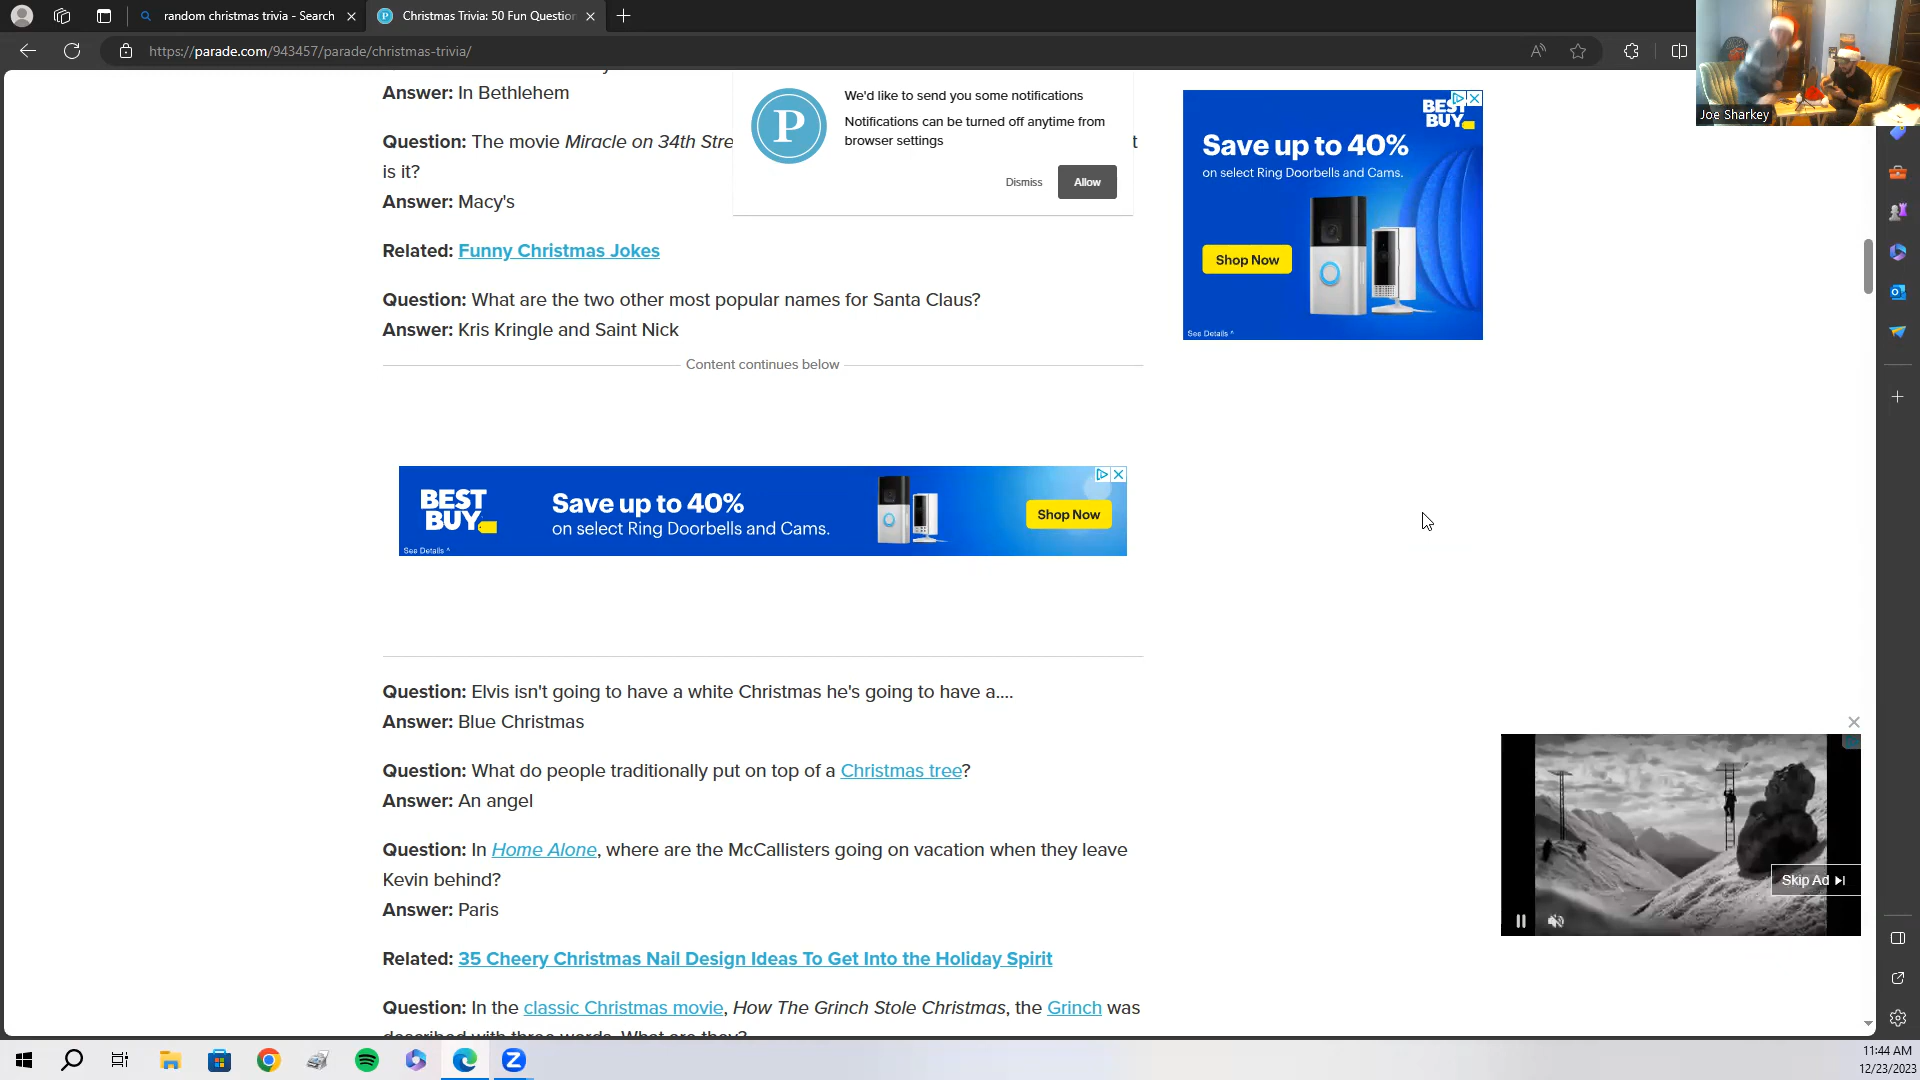 random christmas trivia - Search
Christmas Trivia: 50 Fun Question
https://parade.com/943457/parade/christmas-trivia/
Joe Sharkey
Answer: In Bethlehem
Question: The movie Miracle on 34th Stre
t
is it?
Answer: Macy's
P
We'd like to send you some notifications
Notifications can be turned off anytime from
browser settings
Dismiss
Allow
BEST
BUY
Save up to 40%
on select Ring Doorbells and Cams.
Shop Now
See Details ^
Related: Funny Christmas Jokes
Question: What are the two other most popular names for Santa Claus?
Answer: Kris Kringle and Saint Nick
Content continues below
BEST
BUY
Save up to 40%
on select Ring Doorbells and Cams.
Shop Now
See Details ^
Question: Elvis isn't going to have a white Christmas he's going to have a....
Answer: Blue Christmas
Question: What do people traditionally put on top of a Christmas tree?
Answer: An angel
Question: In Home Alone, where are the McCallisters going on vacation when they leave
Kevin behind?
Answer: Paris
Related: 35 Cheery Christmas Nail Design Ideas To Get Into the Holiday Spirit
Question: In the classic Christmas movie, How The Grinch Stole Christmas, the Grinch was
described with three words. What are they?
Skip Ad
11:44 AM
12/23/2023